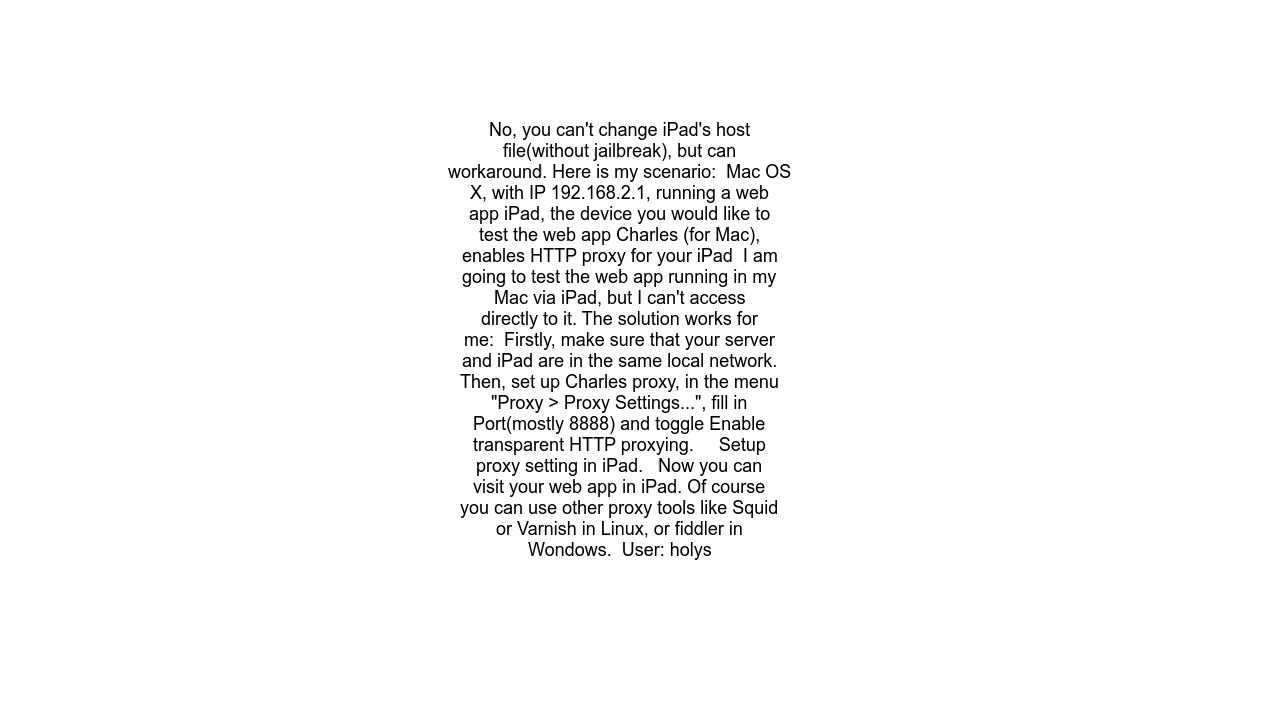 No, you can't change iPad's host
file(without jailbreak), but can
workaround. Here is my scenario:  Mac OS
X, with IP 192.168.2.1, running a web
app iPad, the device you would like to
test the web app Charles (for Mac),
enables HTTP proxy for your iPad  I am
going to test the web app running in my
Mac via iPad, but I can't access
directly to it. The solution works for
me:  Firstly, make sure that your server
and iPad are in the same local network.
Then, set up Charles proxy, in the menu
"Proxy > Proxy Settings...", fill in
Port(mostly 8888) and toggle Enable
transparent HTTP proxying.     Setup
proxy setting in iPad.   Now you can
visit your web app in iPad. Of course
you can use other proxy tools like Squid
or Varnish in Linux, or fiddler in
Wondows.  User: holys